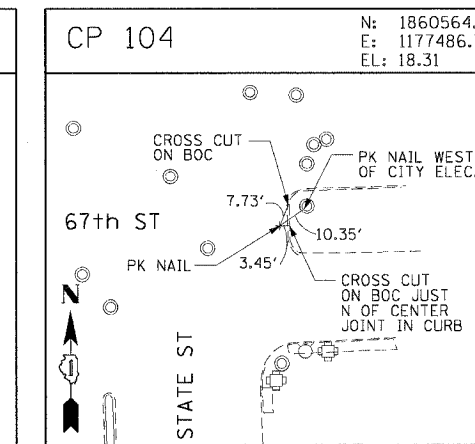 CP 104
N: 1860564.
E: 1177486.
EL: 18.31
CROSS CUT
ON BOC
PK NAIL WEST
OF CITY ELEC.
7.73'
67th ST
10.35'
PK NAIL
3.45'
CROSS CUT
ON BOC JUST
N OF CENTER
JOINT IN CURB
N
STATE ST